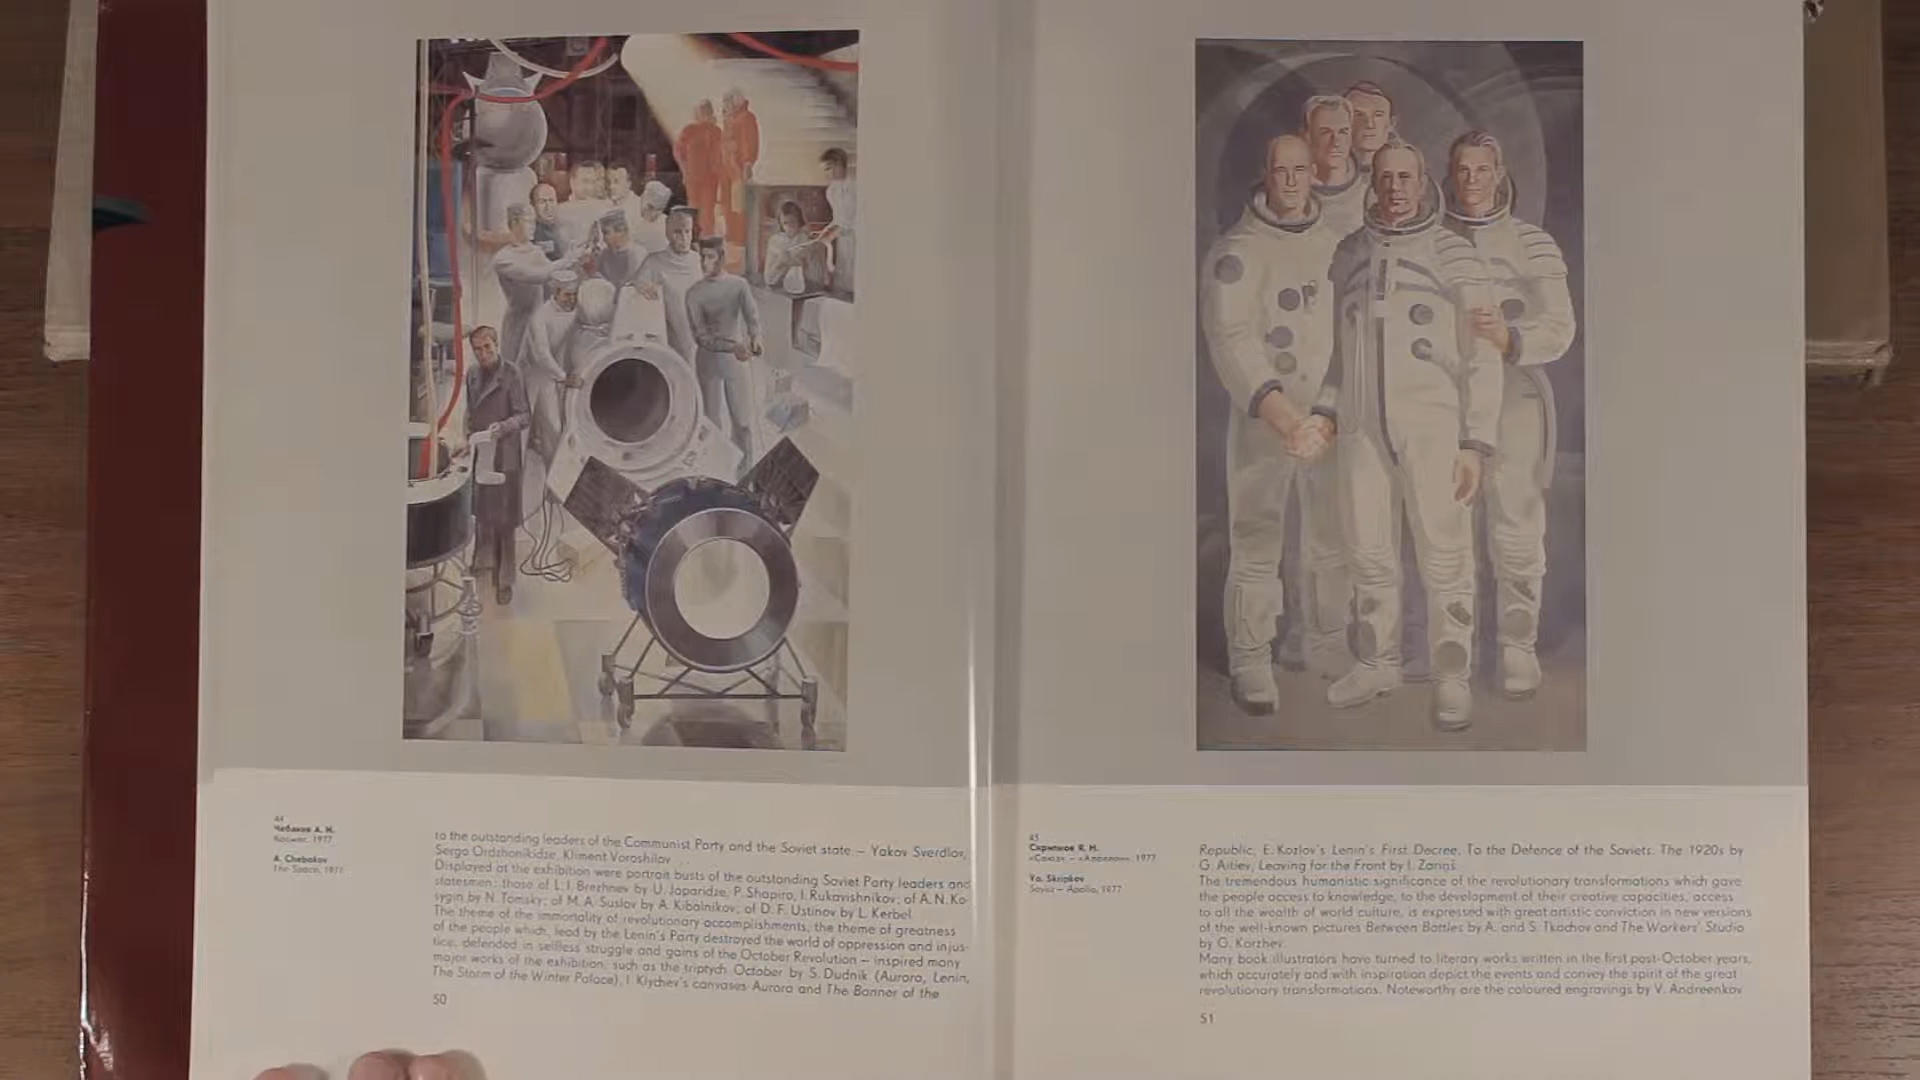 44
Чебаков А. Н.
Космос, 1977
A. Chebakov
The Space, 1977
to the outstanding leaders of the Communist Party and the Soviet state — Yakov Sverdlov,
Sergo Ordzhonikidze, Kliment Voroshilov . . .
Displayed at the exhibition were portrait busts of the outstanding Soviet Party leaders and
statesmen: those of L. I. Brezhnev by U. Japaridze, P. Shapiro, I. Rukavishnikov; of A. N. Ko-
sygin by N. Tomsky; of M. A. Suslov by A. Kibalnikov; of D. F. Ustinov by L. Kerbel.
The theme of the immortality of revolutionary accomplishments, the theme of greatness
of the people which, lead by the Lenin's Party destroyed the world of oppression and injus-
tice, defended in selfless struggle and gains of the October Revolution — inspired many
major works of the exhibition, such as the triptych October by S. Dudnik (Aurora, Lenin,
The Storm of the Winter Palace), I. Klychev's canvases Aurora and The Banner of the
50
45
Скрипков Я. Н.
«Союз» — «Аполлон», 1977
Ya. Skripkov
Soyuz — Apollo, 1977
Republic, E. Kozlov's Lenin's First Decree, To the Defence of the Soviets. The 1920s by
G. Aitiev, Leaving for the Front by I. Zariņš.
The tremendous humanistic significance of the revolutionary transformations which gave
the people access to knowledge, to the development of their creative capacities, access
to all the wealth of world culture, is expressed with great artistic conviction in new versions
of the well-known pictures Between Battles by A. and S. Tkachov and The Workers' Studio
by G. Korzhev.
Many book illustrators have turned to literary works written in the first post-October years,
which accurately and with inspiration depict the events and convey the spirit of the great
revolutionary transformations. Noteworthy are the coloured engravings by V. Andreenkov
51